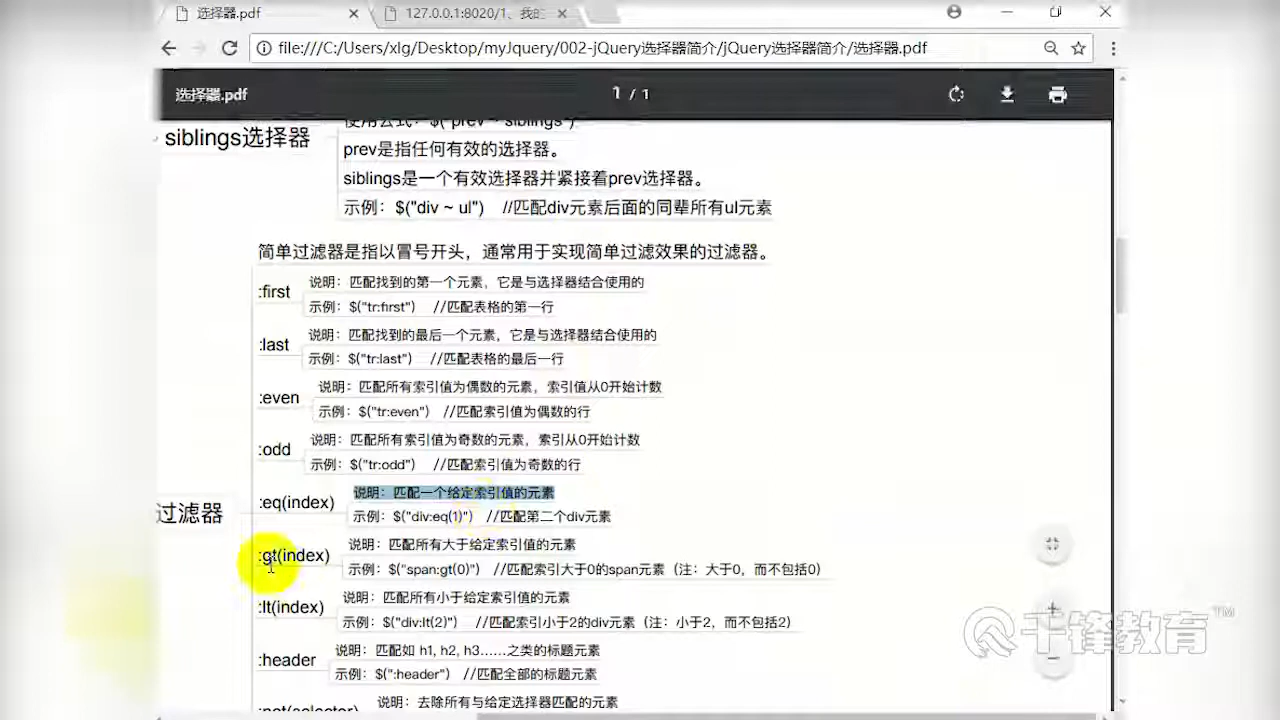 选择器.pdf
127.0.0.1:8020/1、我的
file:///C:/Users/xlg/Desktop/myJquery/002-jQuery选择器简介/jQuery选择器简介/选择器.pdf
选择器.pdf
1 / 1
使用公式：$("prev ~ siblings")
siblings选择器
prev是指任何有效的选择器。
siblings是一个有效选择器并紧接着prev选择器。
示例：$("div ~ ul") //匹配div元素后面的同辈所有ul元素
简单过滤器是指以冒号开头，通常用于实现简单过滤效果的过滤器。
:first
说明：匹配找到的第一个元素，它是与选择器结合使用的
示例：$("tr:first") //匹配表格的第一行
:last
说明：匹配找到的最后一个元素，它是与选择器结合使用的
示例：$("tr:last") //匹配表格的最后一行
:even
说明：匹配所有索引值为偶数的元素，索引值从0开始计数
示例：$("tr:even") //匹配索引值为偶数的行
:odd
说明：匹配所有索引值为奇数的元素，索引从0开始计数
示例：$("tr:odd") //匹配索引值为奇数的行
过滤器
:eq(index)
说明：匹配一个给定索引值的元素
示例：$("div:eq(1)") //匹配第二个div元素
:gt(index)
说明：匹配所有大于给定索引值的元素
示例：$("span:gt(0)") //匹配索引大于0的span元素（注：大于0，而不包括0）
:lt(index)
说明：匹配所有小于给定索引值的元素
示例：$("div:lt(2)") //匹配索引小于2的div元素（注：小于2，而不包括2）
:header
说明：匹配如 h1, h2, h3……之类的标题元素
示例：$(":header") //匹配全部的标题元素
:not(selector)
说明：去除所有与给定选择器匹配的元素
千锋教育™